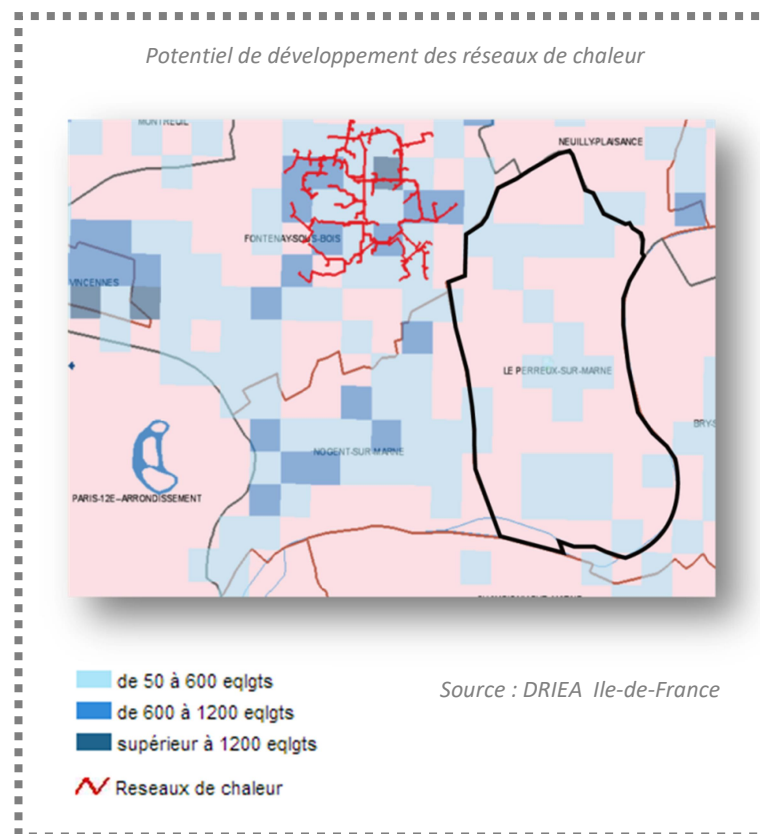 Potentiel de développement des réseaux de chaleur
MONTREUIL
NEUILLY-PLAISANCE
FONTENAY-SOUS-BOIS
VINCENNES
LE PERREUX-SUR-MARNE
NOGENT-SUR-MARNE
PARIS-12E--ARRONDISSEMENT
de 50 à 600 eqlgts
de 600 à 1200 eqlgts
supérieur à 1200 eqlgts
Reseaux de chaleur
Source : DRIEA Ile-de-France